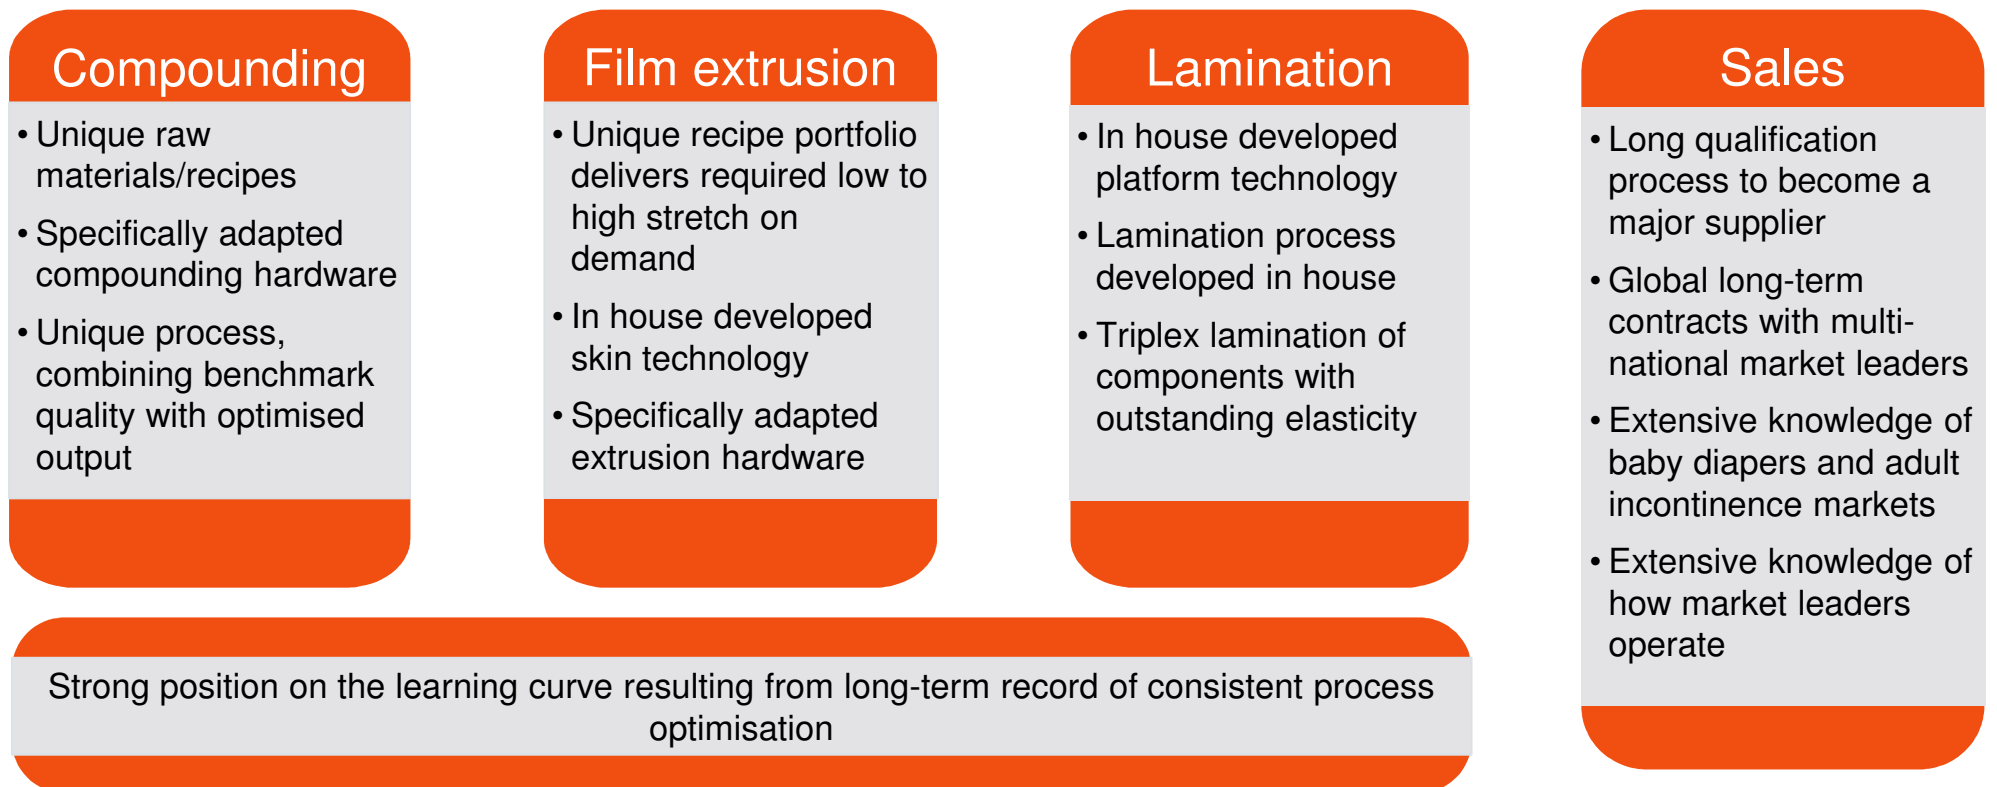 Compounding
• Unique raw
materials/recipes
• Specifically adapted
compounding hardware
• Unique process,
combining benchmark
quality with optimised
output
Film extrusion
• Unique recipe portfolio
delivers required low to
high stretch on
demand
• In house developed
skin technology
• Specifically adapted
extrusion hardware
Lamination
• In house developed
platform technology
• Lamination process
developed in house
• Triplex lamination of
components with
outstanding elasticity
Sales
• Long qualification
process to become a
major supplier
• Global long-term
contracts with multi-
national market leaders
• Extensive knowledge of
baby diapers and adult
incontinence markets
• Extensive knowledge of
how market leaders
operate
Strong position on the learning curve resulting from long-term record of consistent process
optimisation